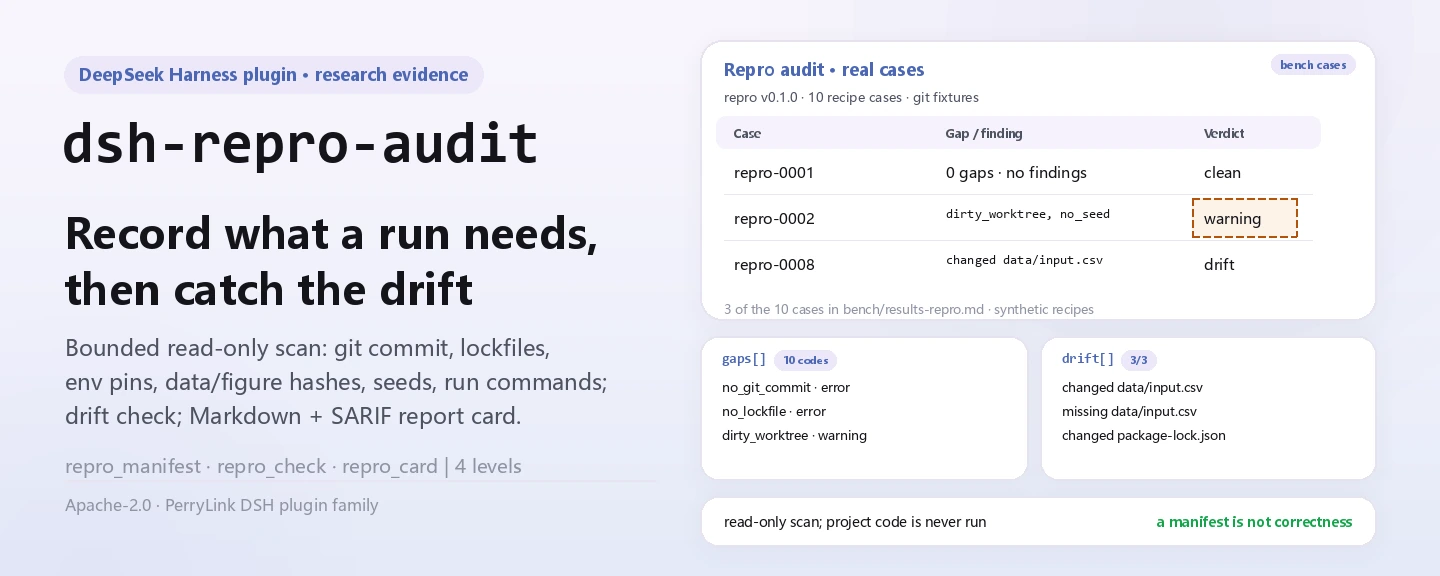 DeepSeek Harness plugin • research evidence
dsh-repro-audit
Record what a run needs,
then catch the drift
Bounded read-only scan: git commit, lockfiles,
env pins, data/figure hashes, seeds, run commands;
drift check; Markdown + SARIF report card.
repro_manifest · repro_check · repro_card | 4 levels
Apache-2.0 · PerryLink DSH plugin family
Repro audit • real cases
bench cases
repro v0.1.0 · 10 recipe cases · git fixtures
Case Gap / finding Verdict
repro-0001 0 gaps · no findings clean
repro-0002 dirty_worktree, no_seed warning
repro-0008 changed data/input.csv drift
3 of the 10 cases in bench/results-repro.md · synthetic recipes
gaps[] 10 codes
no_git_commit · error
no_lockfile · error
dirty_worktree · warning
drift[] 3/3
changed data/input.csv
missing data/input.csv
changed package-lock.json
read-only scan; project code is never run
a manifest is not correctness